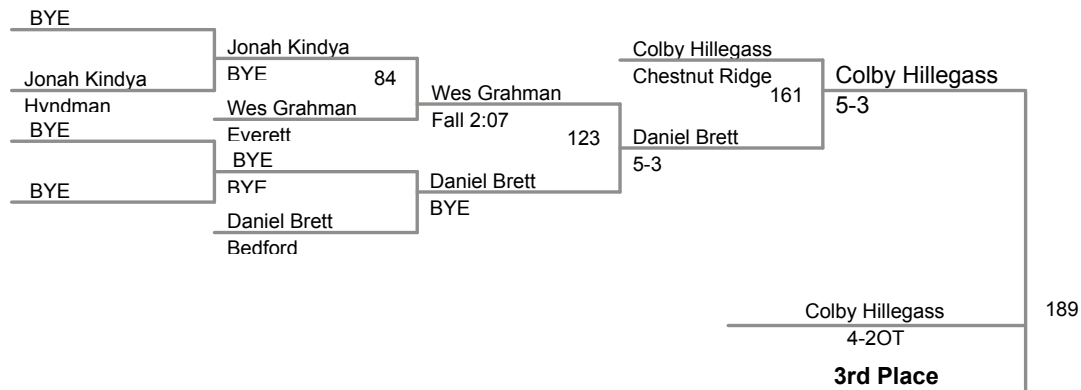 BYE
Jonah Kindya
Hyndman
BYE
BYE
Jonah Kindya
BYE
84
Wes Grahman
Everett
BYE
BYE
Daniel Brett
Bedford
Wes Grahman
Fall 2:07
123
Daniel Brett
BYE
Colby Hillegass
Chestnut Ridge
161
Daniel Brett
5-3
Colby Hillegass
5-3
Colby Hillegass
4-2OT
189
3rd Place